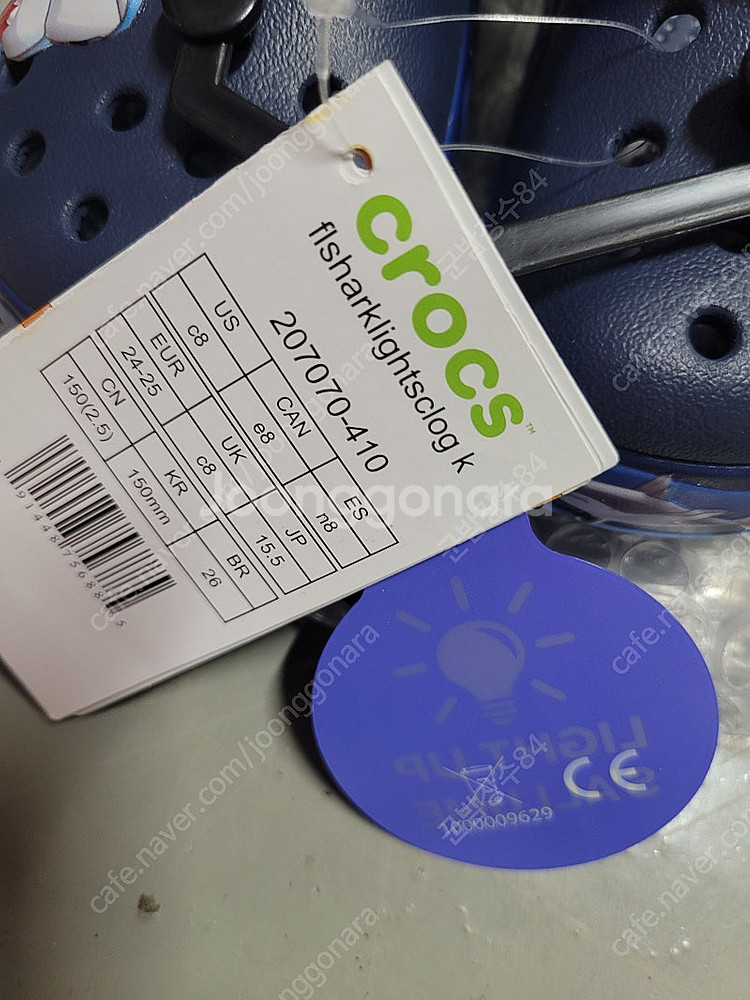 crocs™
flsharklightsclog k
207070-410
US CAN ES
c8 e8 n8
EUR UK JP
24-25 c8 15.5
CN KR BR
150(2.5) 150mm 26
LIGHT UP
CE
1000009629
Joonggonara
cafe.naver.com/joonggonara